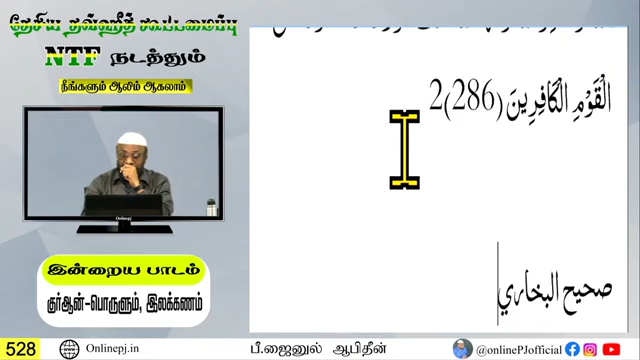 தேசிய தவ்ஹீத் கூட்டமைப்பு
NTF நடத்தும்
நீங்களும் ஆலிம் ஆகலாம்
Onlinepj
இன்றைய பாடம்
குர்ஆன்-பொருளும், இலக்கணம்
الْقَوْمِ الْكَافِرِينَ (286)2
صحيح البخاري
528
Onlinepj.in
பீ.ஜைனுல் ஆபிதீன்
@onlinePJofficial